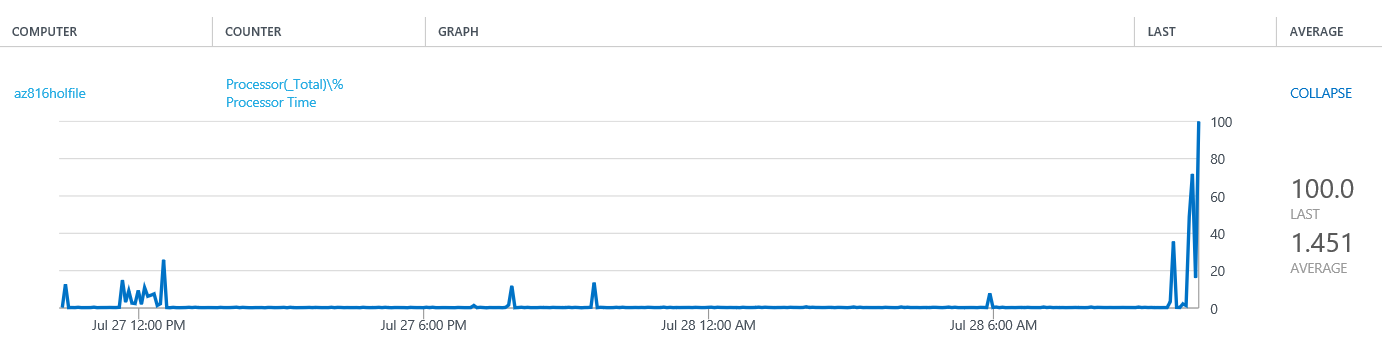 COMPUTER COUNTER GRAPH LAST AVERAGE
az816holfile
Processor(_Total)\%
Processor Time
COLLAPSE
100
80
60
40
20
0
100.0
LAST
1.451
AVERAGE
Jul 27 12:00 PM Jul 27 6:00 PM Jul 28 12:00 AM Jul 28 6:00 AM